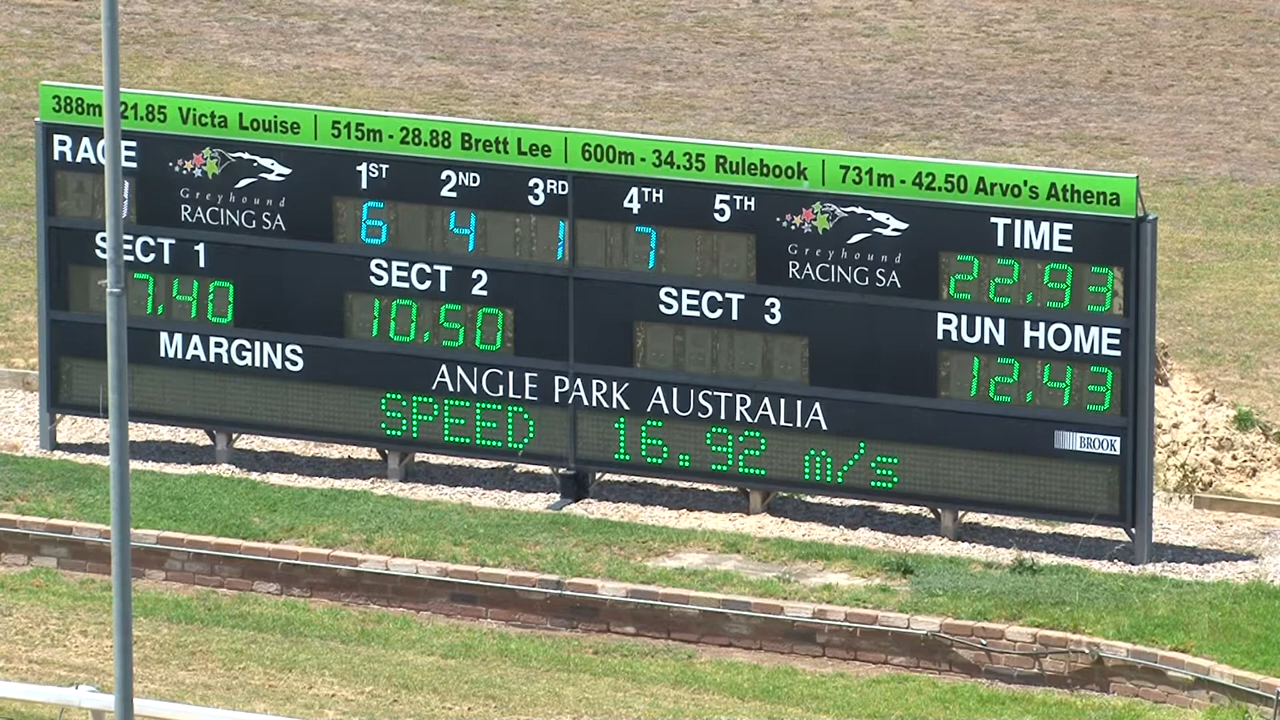 388m 21.85 Victa Louise | 515m - 28.88 Brett Lee | 600m - 34.35 Rulebook | 731m - 42.50 Arvo's Athena
RACE
Greyhound
RACING SA
1ST 2ND 3RD 4TH 5TH
6 4 1 7
Greyhound
RACING SA
TIME
22.93
SECT 1
7.40
SECT 2
10.50
SECT 3
RUN HOME
12.43
MARGINS
ANGLE PARK AUSTRALIA
SPEED 16.92 m/s
BROOK